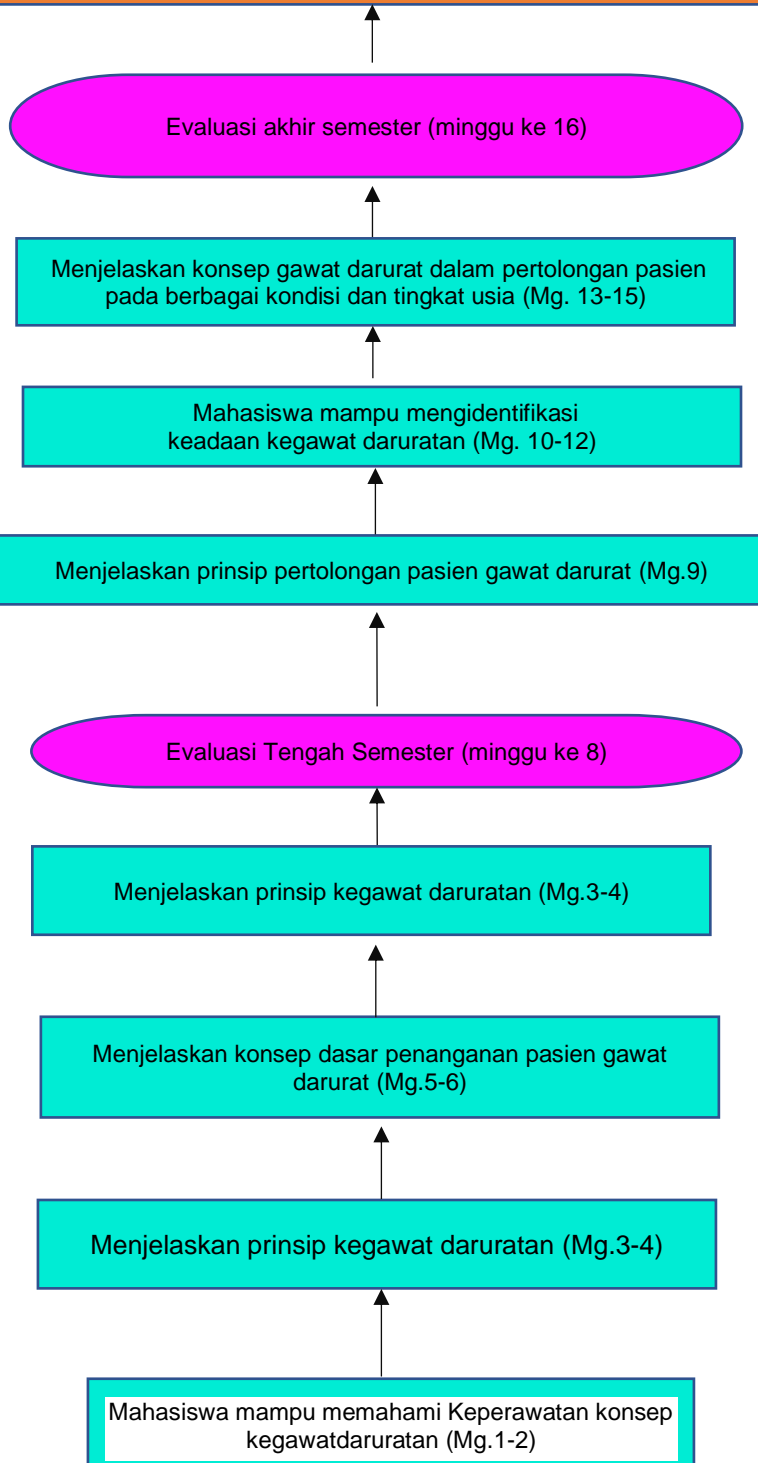 Evaluasi akhir semester (minggu ke 16)
Menjelaskan konsep gawat darurat dalam pertolongan pasien
pada berbagai kondisi dan tingkat usia (Mg. 13-15)
Mahasiswa mampu mengidentifikasi
keadaan kegawat daruratan (Mg. 10-12)
Menjelaskan prinsip pertolongan pasien gawat darurat (Mg.9)
Evaluasi Tengah Semester (minggu ke 8)
Menjelaskan prinsip kegawat daruratan (Mg.3-4)
Menjelaskan konsep dasar penanganan pasien gawat
darurat (Mg.5-6)
Menjelaskan prinsip kegawat daruratan (Mg.3-4)
Mahasiswa mampu memahami Keperawatan konsep
kegawatdaruratan (Mg.1-2)